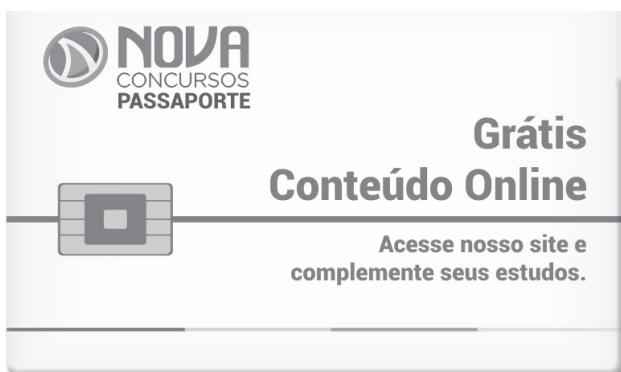 NOVA
CONCURSOS
PASSAPORTE
Grátis
Conteúdo Online
Acesse nosso site e
complemente seus estudos.